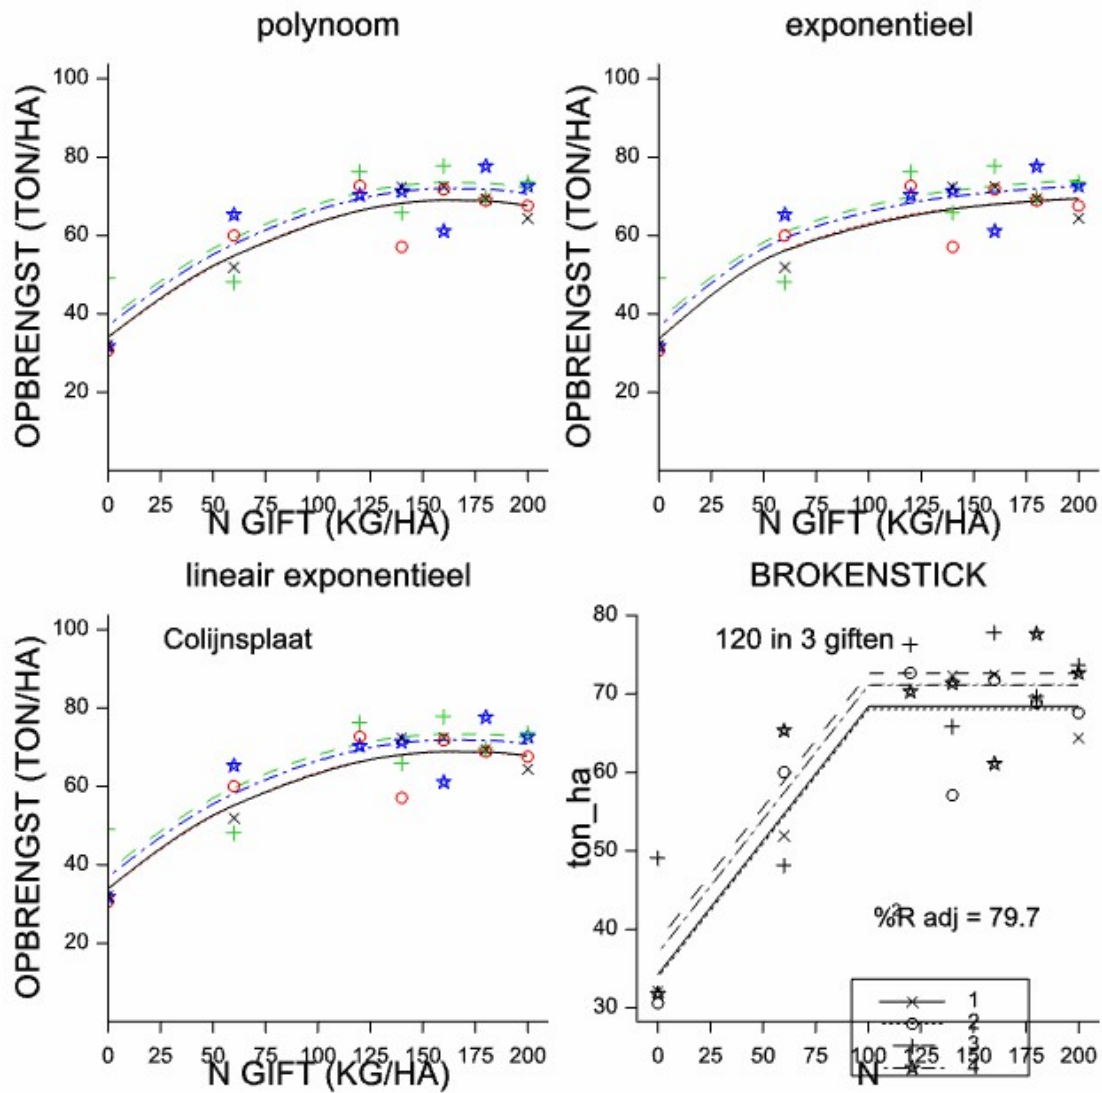 polynoom
OPBRENGST (TON/HA)
100
80
60
40
20
0 25 50 75 100 125 150 175 200
N GIFT (KG/HA)
exponentieel
OPBRENGST (TON/HA)
100
80
60
40
20
0 25 50 75 100 125 150 175 200
N GIFT (KG/HA)
lineair exponentieel
Colijnsplaat
OPBRENGST (TON/HA)
100
80
60
40
20
0 25 50 75 100 125 150 175 200
N GIFT (KG/HA)
BROKENSTICK
120 in 3 giften
ton_ha
80
70
60
50
40
30
%R2 adj = 79.7
1
2
3
4
0 25 50 75 100 125 150 175 200
N